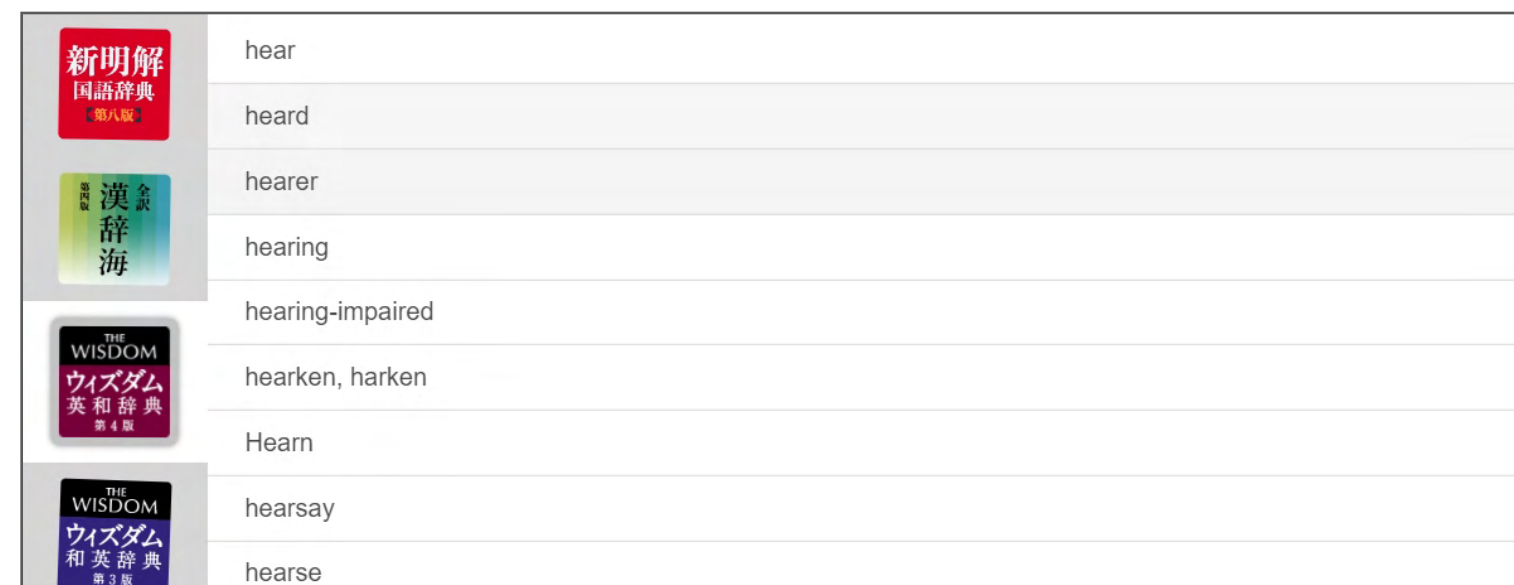 新明解
国語辞典
【第八版】
全訳
漢辞海
第四版
THE
WISDOM
ウィズダム
英和辞典
第4版
THE
WISDOM
ウィズダム
和英辞典
第3版
hear
heard
hearer
hearing
hearing-impaired
hearken, harken
Hearn
hearsay
hearse